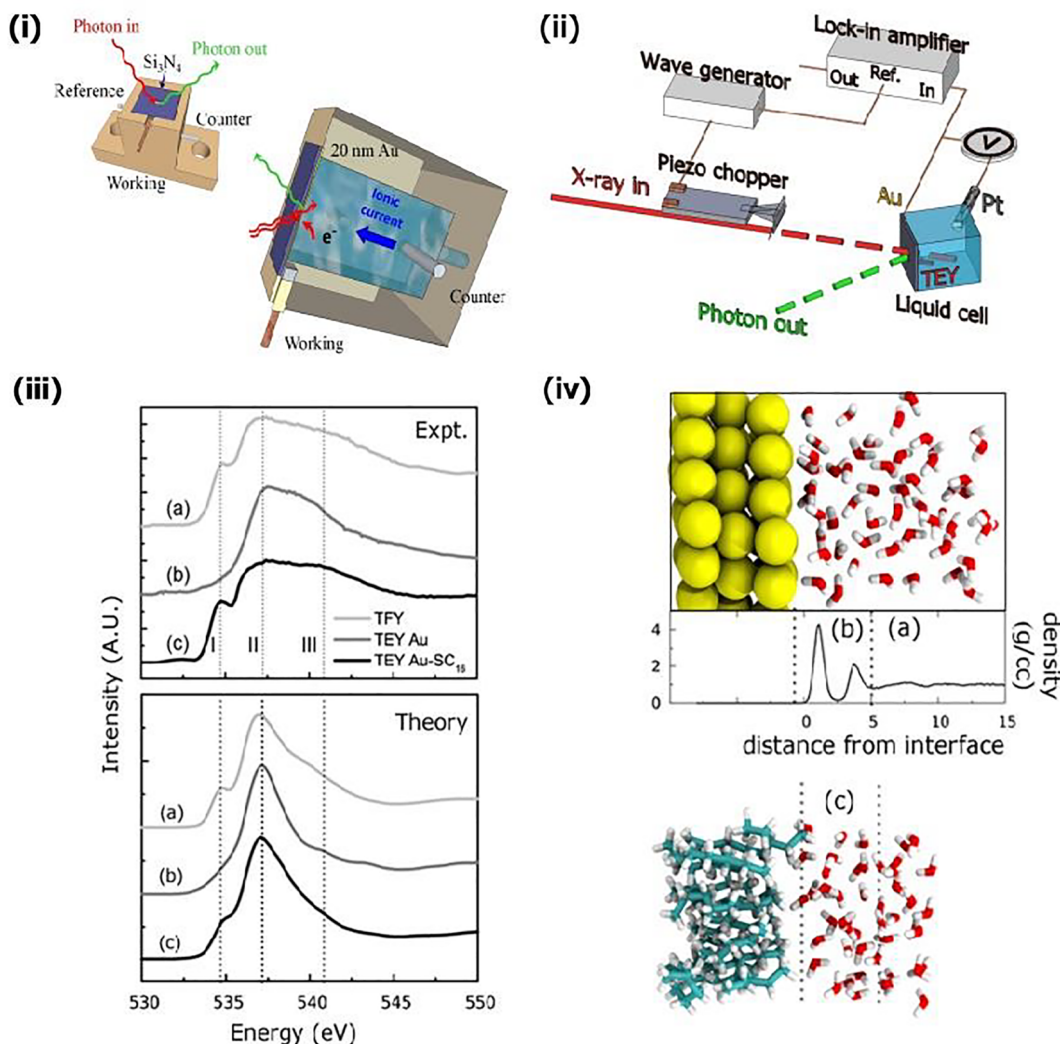 (i)
Photon in
Photon out
Si₃N₄
Reference
Counter
Working
20 nm Au
Ionic
current
e⁻
Counter
Working
(ii)
Lock-in amplifier
Out Ref. In
Wave generator
Piezo chopper
X-ray in
Au
V
Pt
TEY
Liquid cell
Photon out
(iii)
Expt.
(a)
(b)
(c)
I II III
TFY
TEY Au
TEY Au-SC₁₅
Theory
(a)
(b)
(c)
Intensity (A.U.)
530 535 540 545 550
Energy (eV)
(iv)
(b) (a)
4
2
0
density
(g/cc)
0 5 10 15
distance from interface
(c)